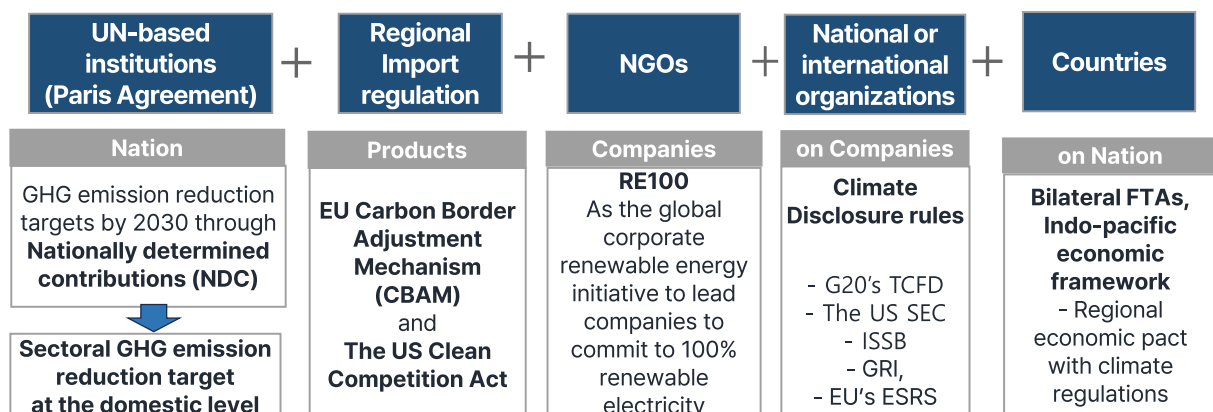 UN-based
institutions
(Paris Agreement)
+
Regional
Import
regulation
+
NGOs
+
National or
international
organizations
+
Countries
Nation
GHG emission reduction
targets by 2030 through
Nationally determined
contributions (NDC)
Sectoral GHG emission
reduction target
at the domestic level
Products
EU Carbon Border
Adjustment
Mechanism
(CBAM)
and
The US Clean
Competition Act
Companies
RE100
As the global
corporate
renewable energy
initiative to lead
companies to
commit to 100%
renewable
electricity
on Companies
Climate
Disclosure rules
- G20's TCFD
- The US SEC
- ISSB
- GRI,
- EU's ESRS
on Nation
Bilateral FTAs,
Indo-pacific
economic
framework
- Regional
economic pact
with climate
regulations